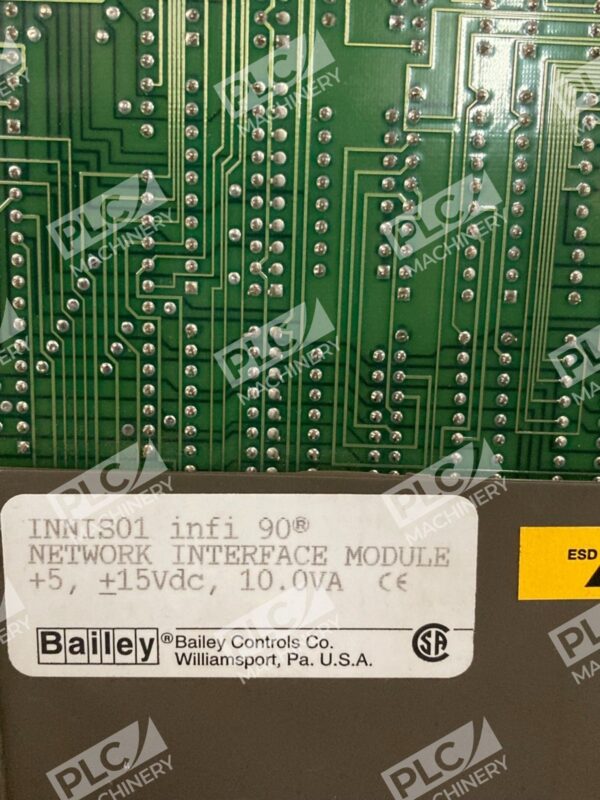 INNIS01 infi 90®
NETWORK INTERFACE MODULE
+5, ±15Vdc, 10.0VA CE
Bailey® Bailey Controls Co.
Williamsport, Pa. U.S.A.
SA
ESD
PLC
MACHINERY